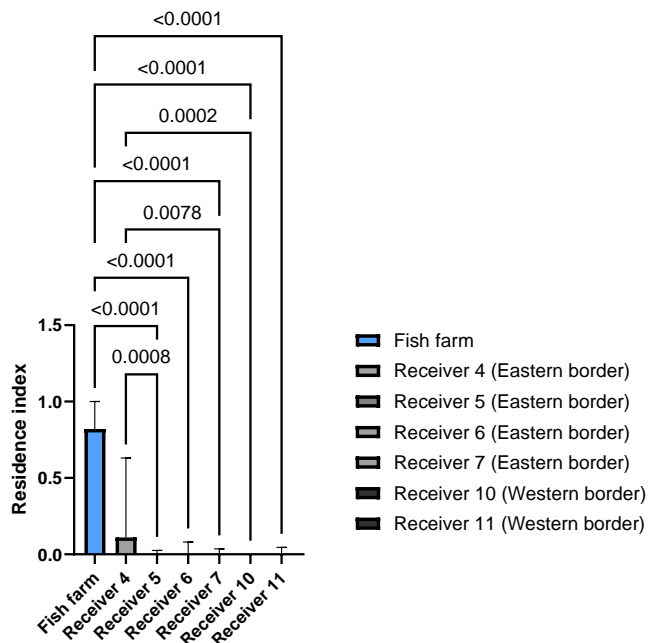 <0.0001
<0.0001
0.0002
<0.0001
0.0078
<0.0001
<0.0001
0.0008
1.5
1.0
0.5
0.0
Residence index
Fish farm
Receiver 4
Receiver 5
Receiver 6
Receiver 7
Receiver 10
Receiver 11
Fish farm
Receiver 4 (Eastern border)
Receiver 5 (Eastern border)
Receiver 6 (Eastern border)
Receiver 7 (Eastern border)
Receiver 10 (Western border)
Receiver 11 (Western border)